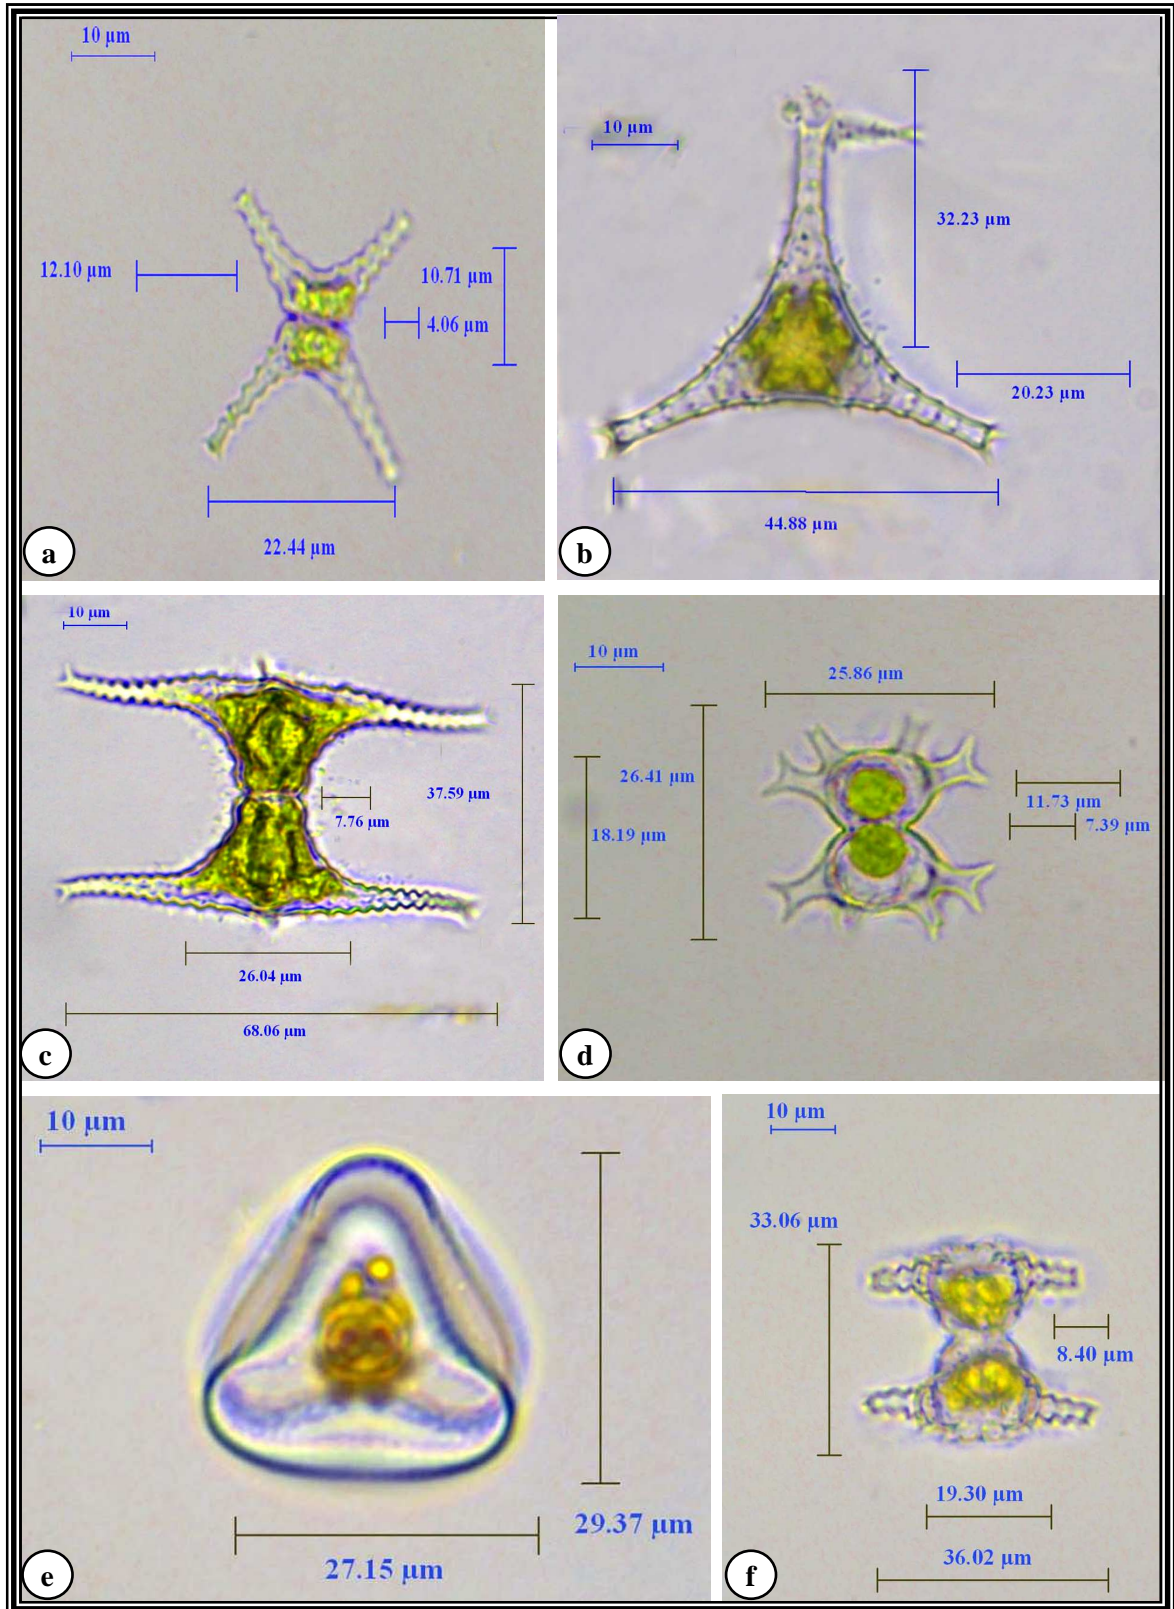 10 µm
12.10 µm
10.71 µm
4.06 µm
22.44 µm
a
10 µm
32.23 µm
20.23 µm
44.88 µm
b
10 µm
37.59 µm
7.76 µm
26.04 µm
68.06 µm
c
10 µm
25.86 µm
26.41 µm
11.73 µm
7.39 µm
18.19 µm
d
10 µm
29.37 µm
27.15 µm
e
10 µm
33.06 µm
8.40 µm
19.30 µm
36.02 µm
f